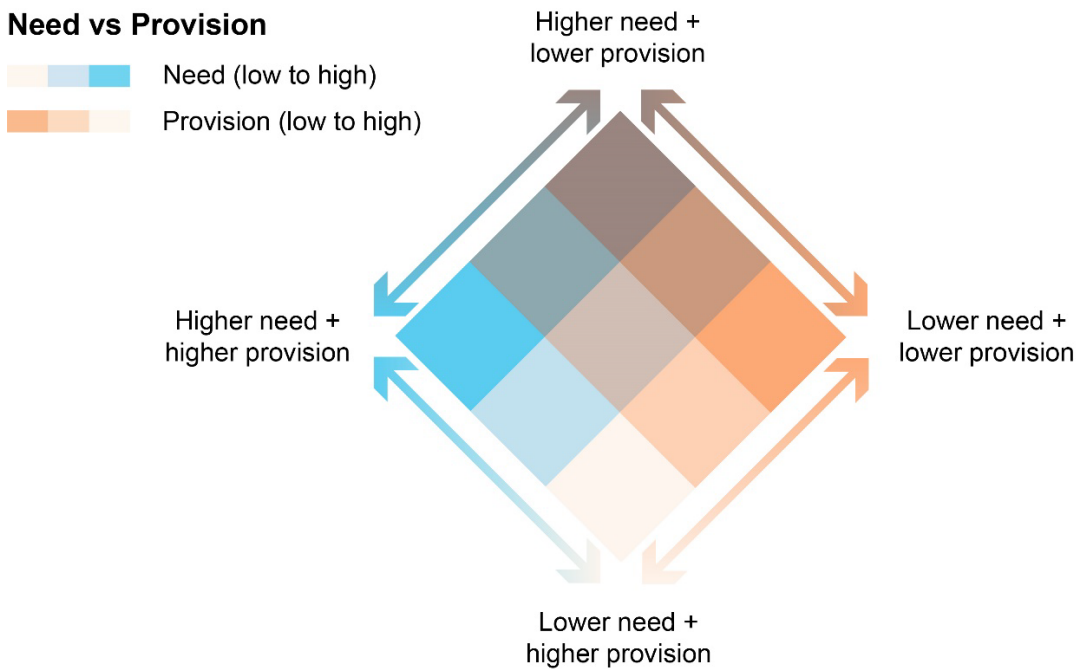 Need vs Provision
Need (low to high)
Provision (low to high)
Higher need +
lower provision
Higher need +
higher provision
Lower need +
lower provision
Lower need +
higher provision